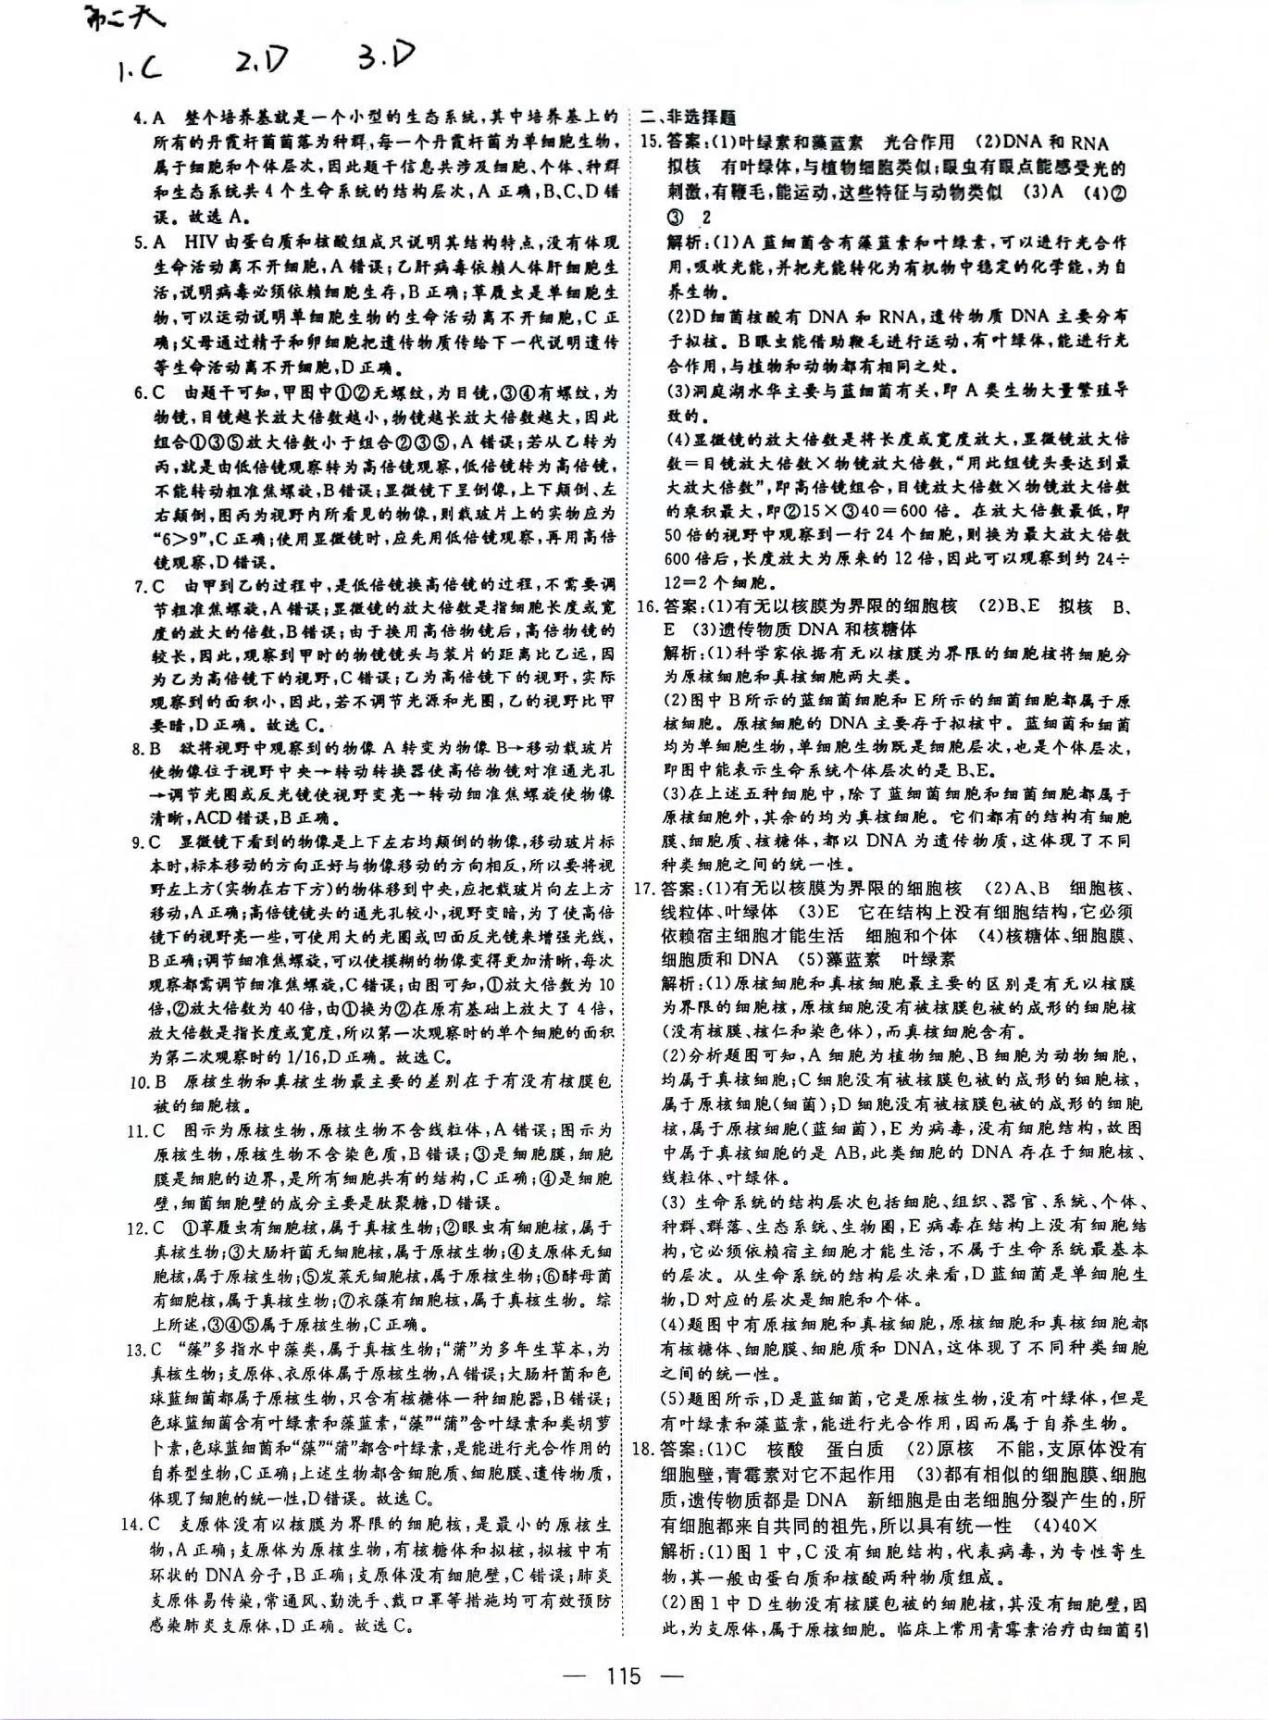 第二天
1.C 2.D 3.D
4.A 整个培养基就是一个小型的生态系统,其中培养基上的
所有的丹霞杆菌菌落为种群,每一个丹霞杆菌为单细胞生物,
属于细胞和个体层次,因此题干信息共涉及细胞、个体、种群
和生态系统共4个生命系统的结构层次,A正确,B、C、D错
误。故选A。
5.A HIV由蛋白质和核酸组成只说明其结构特点,没有体现
生命活动离不开细胞,A错误;乙肝病毒依赖人体肝细胞生
活,说明病毒必须依赖细胞生存,B正确;草履虫是单细胞生
物,可以运动说明单细胞生物的生命活动离不开细胞,C正
确;父母通过精子和卵细胞把遗传物质传给下一代说明遗传
等生命活动离不开细胞,D正确。
6.C 由题干可知,甲图中①②无螺纹,为目镜,③④有螺纹,为
物镜,目镜越长放大倍数越小,物镜越长放大倍数越大,因此
组合①③⑤放大倍数小于组合②③⑤,A错误;若从乙转为
丙,就是由低倍镜观察转为高倍镜观察,低倍镜转为高倍镜,
不能转动粗准焦螺旋,B错误;显微镜下呈倒像,上下颠倒、左
右颠倒,图丙为视野内所看见的物像,则载玻片上的实物应为
“6>9”,C正确;使用显微镜时,应先用低倍镜观察,再用高倍
镜观察,D错误。
7.C 由甲到乙的过程中,是低倍镜换高倍镜的过程,不需要调
节粗准焦螺旋,A错误;显微镜的放大倍数是指细胞长度或宽
度的放大的倍数,B错误;由于换用高倍物镜后,高倍物镜的
较长,因此,观察到甲时的物镜镜头与装片的距离比乙远,因
为乙为高倍镜下的视野,C错误;乙为高倍镜下的视野,实际
观察到的面积小,因此,若不调节光源和光圈,乙的视野比甲
要暗,D正确。故选C。
8.B 欲将视野中观察到的物像A转变为物像B→移动载玻片
使物像位于视野中央→转动转换器使高倍物镜对准通光孔
→调节光圈或反光镜使视野变亮→转动细准焦螺旋使物像
清晰,ACD错误,B正确。
9.C 显微镜下看到的物像是上下左右均颠倒的物像,移动玻片标
本时,标本移动的方向正好与物像移动的方向相反,所以要将视
野左上方(实物在右下方)的物体移到中央,应把载玻片向左上方
移动,A正确;高倍镜镜头的通光孔较小,视野变暗,为了使高倍
镜下的视野亮一些,可使用大的光圈或凹面反光镜来增强光线,
B正确;调节细准焦螺旋,可以使模糊的物像变得更加清晰,每次
观察都需调节细准焦螺旋,C错误;由图可知,①放大倍数为10
倍,②放大倍数为40倍,由①换为②在原有基础上放大了4倍,
放大倍数是指长度或宽度,所以第一次观察时的单个细胞的面积
为第二次观察时的1/16,D正确。故选C。
10.B 原核生物和真核生物最主要的差别在于有没有核膜包
被的细胞核。
11.C 图示为原核生物,原核生物不含线粒体,A错误;图示为
原核生物,原核生物不含染色质,B错误;③是细胞膜,细胞
膜是细胞的边界,是所有细胞共有的结构,C正确;④是细胞
壁,细菌细胞壁的成分主要是肽聚糖,D错误。
12.C ①草履虫有细胞核,属于真核生物;②眼虫有细胞核,属于
真核生物;③大肠杆菌无细胞核,属于原核生物;④支原体无细
胞核,属于原核生物;⑤发菜无细胞核,属于原核生物;⑥酵母菌
有细胞核,属于真核生物;⑦衣藻有细胞核,属于真核生物。综
上所述,③④⑤属于原核生物,C正确。
13.C “藻”多指水中藻类,属于真核生物;“蒲”为多年生草本,为
真核生物;支原体、衣原体属于原核生物,A错误;大肠杆菌和色
球蓝细菌都属于原核生物,只含有核糖体一种细胞器,B错误;
色球蓝细菌含有叶绿素和藻蓝素,“藻”“蒲”含叶绿素和类胡萝
卜素,色球蓝细菌和“藻”“蒲”都含叶绿素,是能进行光合作用的
自养型生物,C正确;上述生物都含细胞质、细胞膜、遗传物质,
体现了细胞的统一性,D错误。故选C。
14.C 支原体没有以核膜为界限的细胞核,是最小的原核生
物,A正确;支原体为原核生物,有核糖体和拟核,拟核中有
环状的DNA分子,B正确;支原体没有细胞壁,C错误;肺炎
支原体易传染,常通风、勤洗手、戴口罩等措施均可有效预防
感染肺炎支原体,D正确。故选C。
二、非选择题
15.答案:(1)叶绿素和藻蓝素 光合作用 (2)DNA和RNA
拟核 有叶绿体,与植物细胞类似;眼虫有眼点能感受光的
刺激,有鞭毛,能运动,这些特征与动物类似 (3)A (4)②
③ 2
解析:(1)A蓝细菌含有藻蓝素和叶绿素,可以进行光合作
用,吸收光能,并把光能转化为有机物中稳定的化学能,为自
养生物。
(2)D细菌核酸有DNA和RNA,遗传物质DNA主要分布
于拟核。B眼虫能借助鞭毛进行运动,有叶绿体,能进行光
合作用,与植物和动物都有相同之处。
(3)洞庭湖水华主要与蓝细菌有关,即A类生物大量繁殖导
致的。
(4)显微镜的放大倍数是将长度或宽度放大,显微镜放大倍
数=目镜放大倍数×物镜放大倍数,“用此组镜头要达到最
大放大倍数”,即高倍镜组合,目镜放大倍数×物镜放大倍数
的乘积最大,即②15×③40=600倍。在放大倍数最低,即
50倍的视野中观察到一行24个细胞,则换为最大放大倍数
600倍后,长度放大为原来的12倍,因此可以观察到约24÷
12=2个细胞。
16.答案:(1)有无以核膜为界限的细胞核 (2)B、E 拟核 B、
E (3)遗传物质DNA和核糖体
解析:(1)科学家依据有无以核膜为界限的细胞核将细胞分
为原核细胞和真核细胞两大类。
(2)图中B所示的蓝细菌细胞和E所示的细菌细胞都属于原
核细胞。原核细胞的DNA主要存于拟核中。蓝细菌和细菌
均为单细胞生物,单细胞生物既是细胞层次,也是个体层次,
即图中能表示生命系统个体层次的是B、E。
(3)在上述五种细胞中,除了蓝细菌细胞和细菌细胞都属于
原核细胞外,其余的均为真核细胞。它们都有的结构有细胞
膜、细胞质、核糖体,都以DNA为遗传物质,这体现了不同
种类细胞之间的统一性。
17.答案:(1)有无以核膜为界限的细胞核 (2)A、B 细胞核、
线粒体、叶绿体 (3)E 它在结构上没有细胞结构,它必须
依赖宿主细胞才能生活 细胞和个体 (4)核糖体、细胞膜、
细胞质和DNA (5)藻蓝素 叶绿素
解析:(1)原核细胞和真核细胞最主要的区别是有无以核膜
为界限的细胞核,原核细胞没有被核膜包被的成形的细胞核
(没有核膜、核仁和染色体),而真核细胞含有。
(2)分析题图可知,A细胞为植物细胞、B细胞为动物细胞,
均属于真核细胞;C细胞没有被核膜包被的成形的细胞核,
属于原核细胞(细菌);D细胞没有被核膜包被的成形的细胞
核,属于原核细胞(蓝细菌),E为病毒,没有细胞结构,故图
中属于真核细胞的是AB,此类细胞的DNA存在于细胞核、
线粒体、叶绿体。
(3)生命系统的结构层次包括细胞、组织、器官、系统、个体、
种群、群落、生态系统、生物圈,E病毒在结构上没有细胞结
构,它必须依赖宿主细胞才能生活,不属于生命系统最基本
的层次。从生命系统的结构层次来看,D蓝细菌是单细胞生
物,D对应的层次是细胞和个体。
(4)题图中有原核细胞和真核细胞,原核细胞和真核细胞都
有核糖体、细胞膜、细胞质和DNA,这体现了不同种类细胞
之间的统一性。
(5)题图所示,D是蓝细菌,它是原核生物,没有叶绿体,但是
有叶绿素和藻蓝素,能进行光合作用,因而属于自养生物。
18.答案:(1)C 核酸 蛋白质 (2)原核 不能,支原体没有
细胞壁,青霉素对它不起作用 (3)都有相似的细胞膜、细胞
质,遗传物质都是DNA 新细胞是由老细胞分裂产生的,所
有细胞都来自共同的祖先,所以具有统一性 (4)40×
解析:(1)图1中,C没有细胞结构,代表病毒,为专性寄生
物,其一般由蛋白质和核酸两种物质组成。
(2)图1中D生物没有核膜包被的细胞核,其没有细胞壁,因
此,为支原体,属于原核细胞。临床上常用青霉素治疗由细菌引
— 115 —